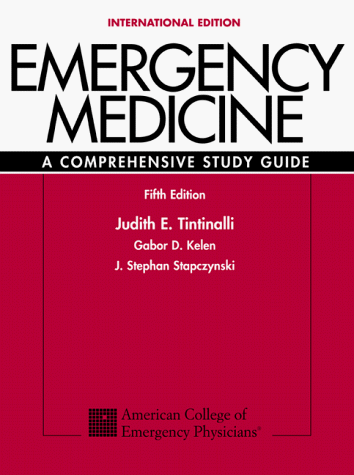 INTERNATIONAL EDITION
EMERGENCY
MEDICINE
A COMPREHENSIVE STUDY GUIDE
Fifth Edition
Judith E. Tintinalli
Gabor D. Kelen
J. Stephan Stapczynski
American College of
Emergency Physicians®